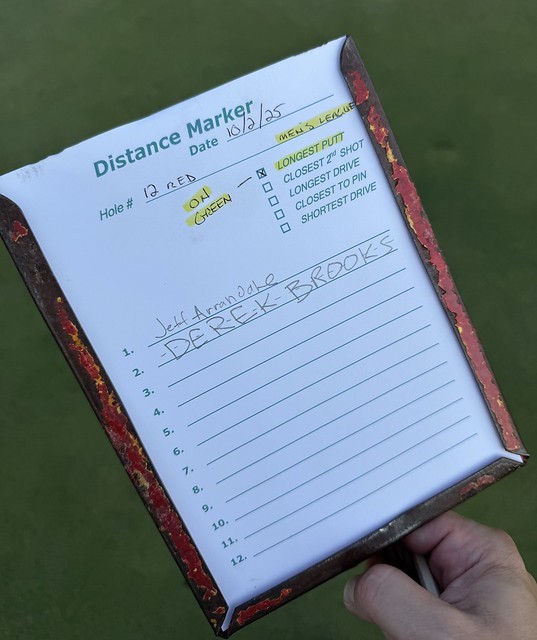 Distance Marker
Date 10/2/25
MEN'S LEAGUE
Hole # 12 RED
ON GREEN
☒ LONGEST PUTT
☐ CLOSEST 2nd SHOT
☐ LONGEST DRIVE
☐ CLOSEST TO PIN
☐ SHORTEST DRIVE
1. Jeff
2. -DEREK-BROOKS
3.
4.
5.
6.
7.
8.
9.
10.
11.
12.